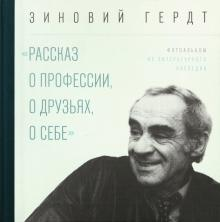 ЗИНОВИЙ ГЕРДТ
«РАССКАЗ
О ПРОФЕССИИ,
О ДРУЗЬЯХ,
О СЕБЕ»
ФОТОАЛЬБОМ
ИЗ ЛИТЕРАТУРНОГО
НАСЛЕДИЯ